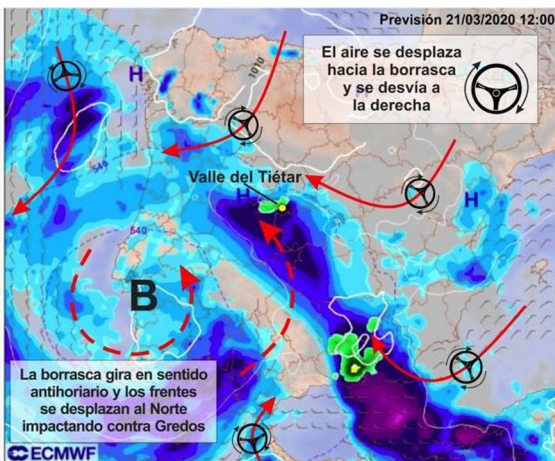 Previsión 21/03/2020 12:00
El aire se desplaza
hacia la borrasca
y se desvía a
la derecha
1010
H
540
Valle del Tiétar
H
H
540
B
La borrasca gira en sentido
antihorario y los frentes
se desplazan al Norte
impactando contra Gredos
ECMWF